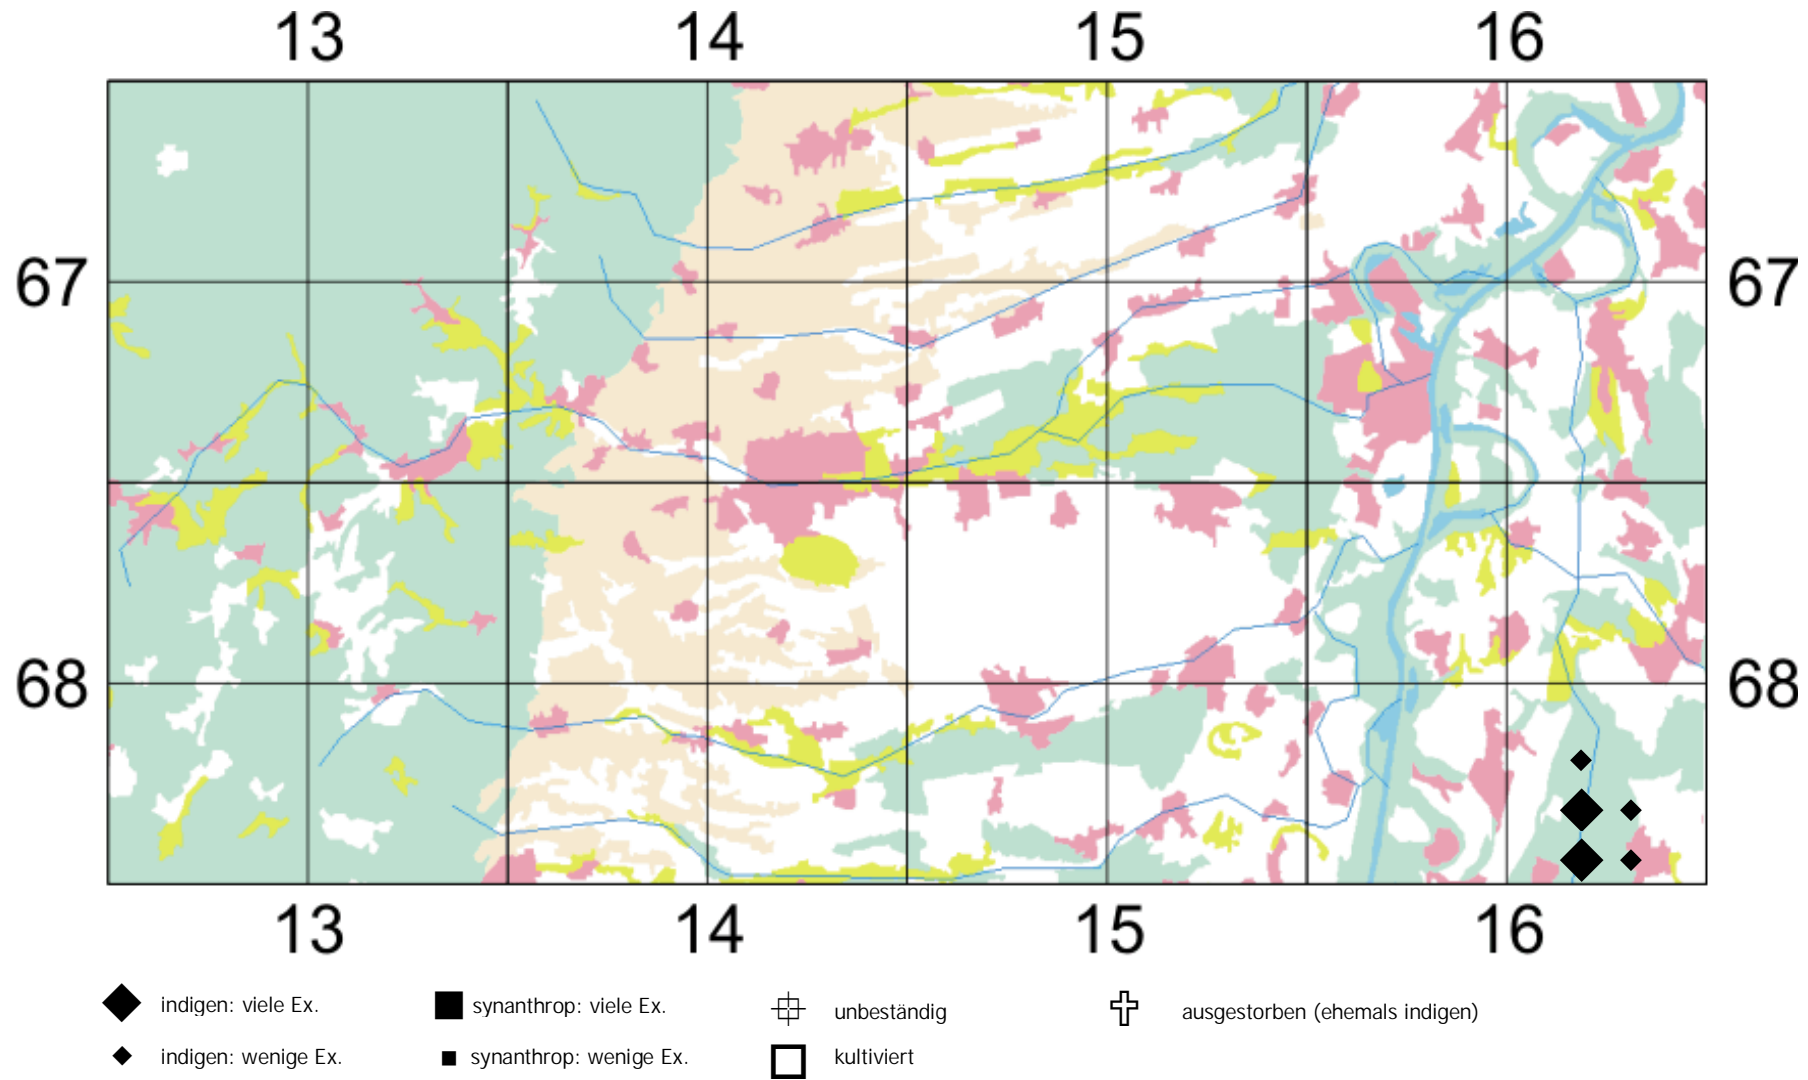 13 14 15 16
67 67
68 68
13 14 15 16
indigen: viele Ex. synanthrop: viele Ex. unbeständig ausgestorben (ehemals indigen)
indigen: wenige Ex. synanthrop: wenige Ex. kultiviert